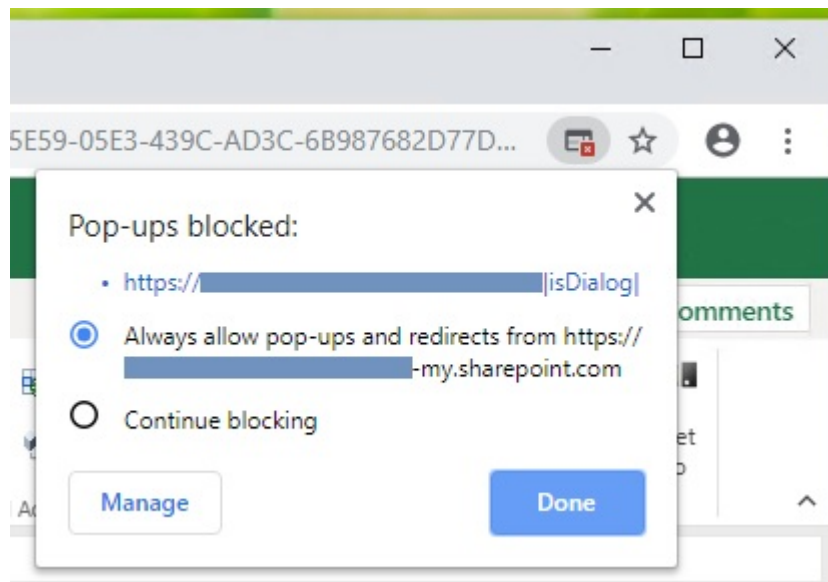 5E59-05E3-439C-AD3C-6B987682D77D...
Pop-ups blocked:
• https:// |isDialog|
Always allow pop-ups and redirects from https://
-my.sharepoint.com
Continue blocking
Manage
Done
omments
et